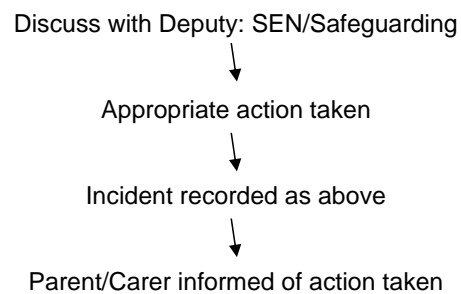 Discuss with Deputy: SEN/Safeguarding
Appropriate action taken
Incident recorded as above
Parent/Carer informed of action taken